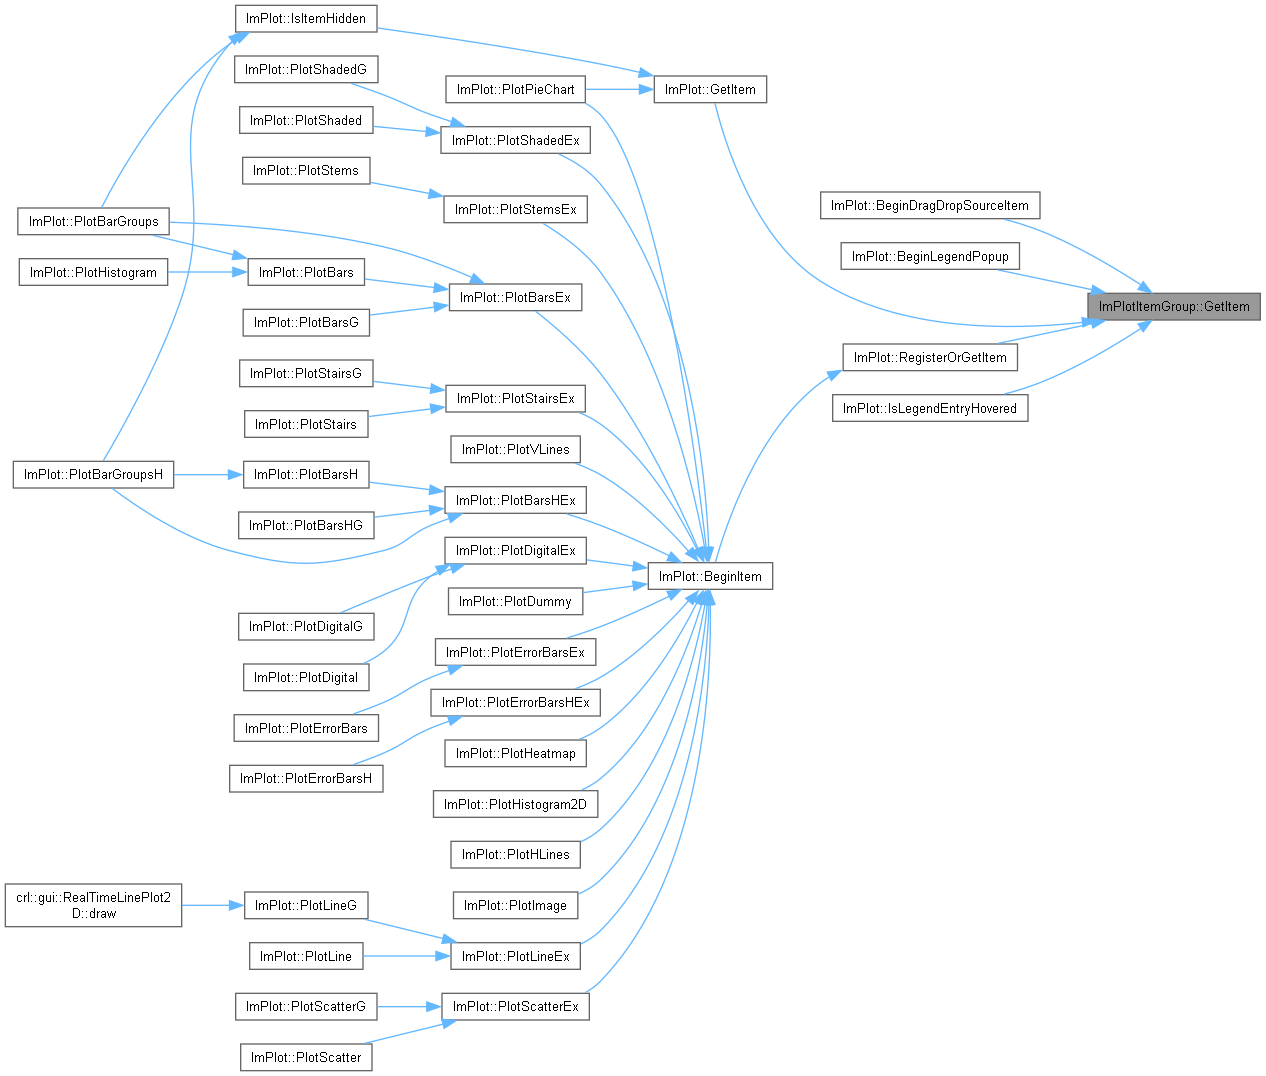 ImPlot::IsItemHidden
ImPlot::PlotShadedG
ImPlot::PlotPieChart
ImPlot::GetItem
ImPlot::PlotShaded
ImPlot::PlotShadedEx
ImPlot::PlotStems
ImPlot::PlotStemsEx
ImPlot::BeginDragDropSourceItem
ImPlot::PlotBarGroups
ImPlot::BeginLegendPopup
ImPlot::PlotHistogram
ImPlot::PlotBars
ImPlot::PlotBarsEx
ImPlotItemGroup::GetItem
ImPlot::PlotBarsG
ImPlot::RegisterOrGetItem
ImPlot::PlotStairsG
ImPlot::PlotStairsEx
ImPlot::IsLegendEntryHovered
ImPlot::PlotStairs
ImPlot::PlotVLines
ImPlot::PlotBarGroupsH
ImPlot::PlotBarsH
ImPlot::PlotBarsHEx
ImPlot::PlotBarsHG
ImPlot::PlotDigitalEx
ImPlot::BeginItem
ImPlot::PlotDummy
ImPlot::PlotDigitalG
ImPlot::PlotErrorBarsEx
ImPlot::PlotDigital
ImPlot::PlotErrorBarsHEx
ImPlot::PlotErrorBars
ImPlot::PlotHeatmap
ImPlot::PlotErrorBarsH
ImPlot::PlotHistogram2D
ImPlot::PlotHLines
crl::gui::RealTimeLinePlot2
D::draw
ImPlot::PlotLineG
ImPlot::PlotImage
ImPlot::PlotLine
ImPlot::PlotLineEx
ImPlot::PlotScatterG
ImPlot::PlotScatterEx
ImPlot::PlotScatter